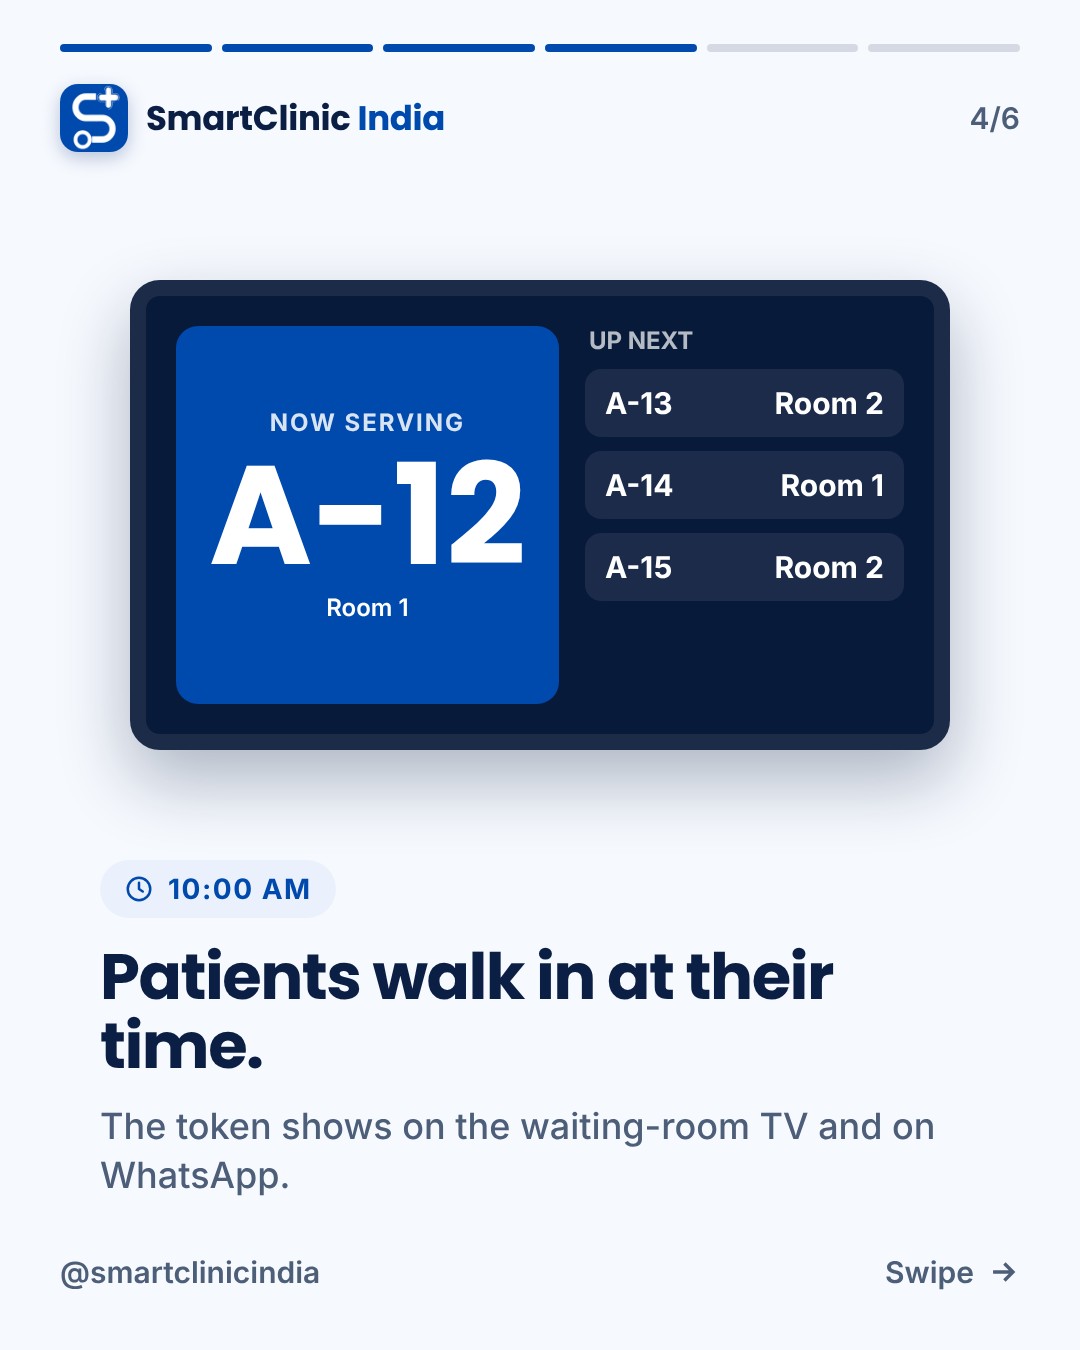 SmartClinic India
4/6
NOW SERVING
A-12
Room 1
UP NEXT
A-13 Room 2
A-14 Room 1
A-15 Room 2
10:00 AM
Patients walk in at their
time.
The token shows on the waiting-room TV and on
WhatsApp.
@smartclinicindia
Swipe →